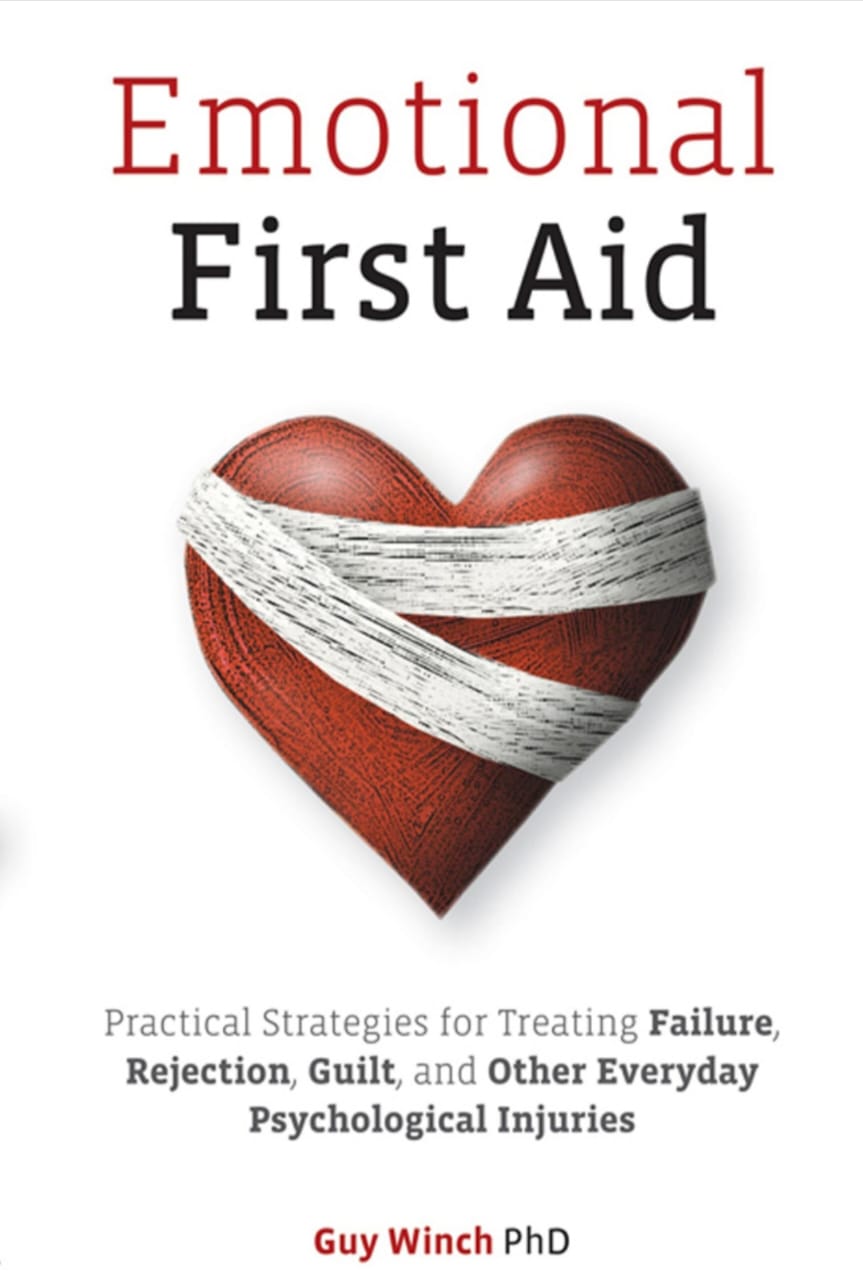 Emotional
First Aid
Practical Strategies for Treating Failure,
Rejection, Guilt, and Other Everyday
Psychological Injuries
Guy Winch PhD